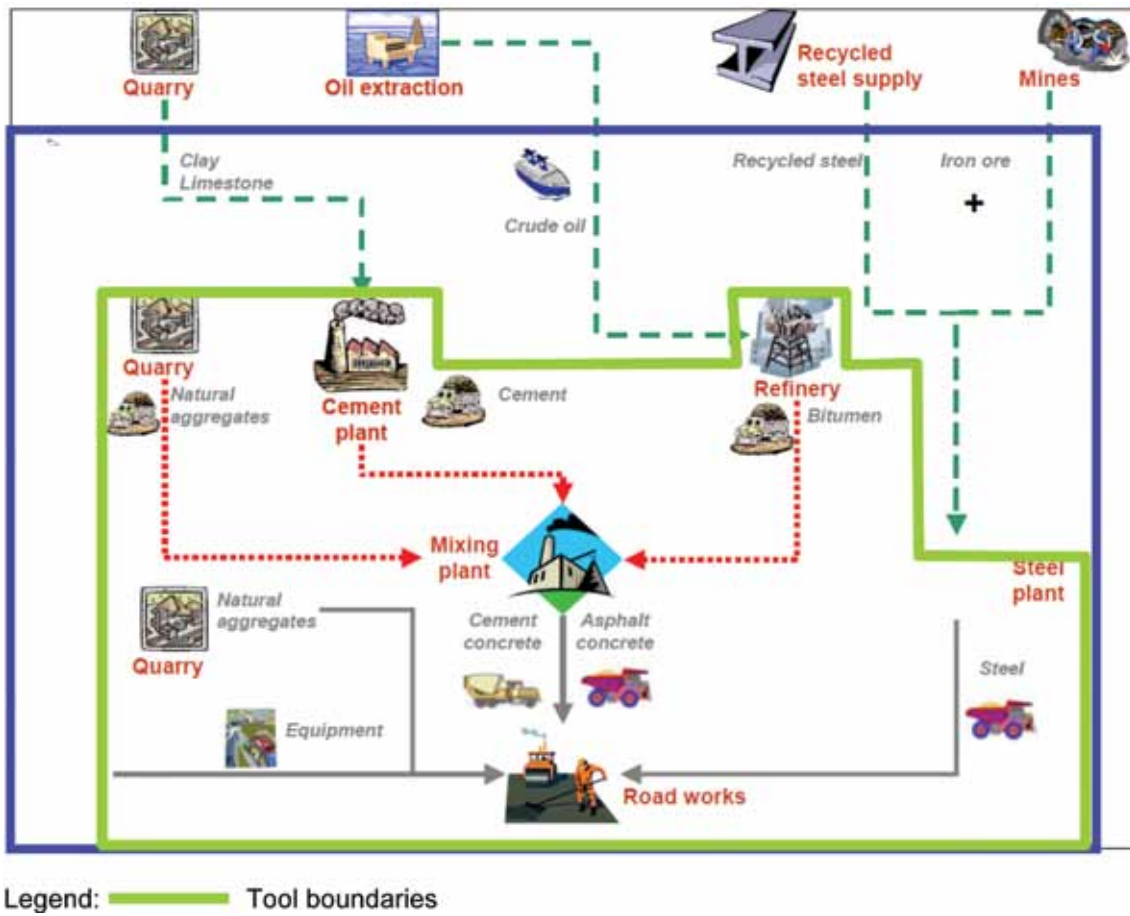 Quarry
Oil extraction
Recycled
steel supply
Mines
Clay
Limestone
Crude oil
Recycled steel
Iron ore
+
Quarry
Natural
aggregates
Cement
plant
Cement
Refinery
Bitumen
Mixing
plant
Steel
plant
Natural
aggregates
Quarry
Cement
concrete
Asphalt
concrete
Steel
Equipment
Road works
Legend:
Tool boundaries